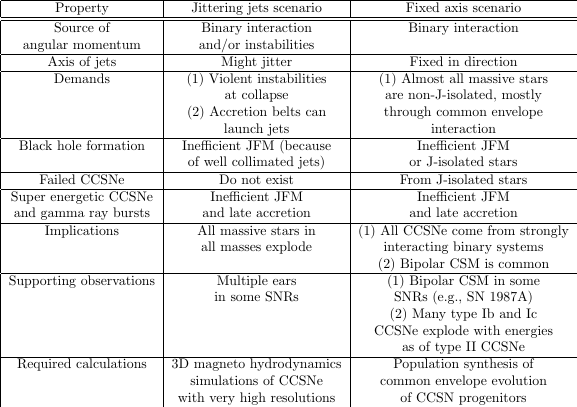 Property	Jittering jets scenario	Fixed axis scenario
Source of	Binary interaction	Binary interaction
angular momentum	and/or instabilities
Axis of jets	Might jitter	Fixed in direction
Demands	(1) Violent instabilities	(1) Almost all massive stars
at collapse	are non-J-isolated, mostly
(2) Accretion belts can	through common envelope
launch jets	interaction
Black hole formation	Inefficient JFM (because	Inefficient JFM
of well collimated jets)	or J-isolated stars
Failed CCSNe	Do not exist	From J-isolated stars
Super energetic CCSNe	Inefficient JFM	Inefficient JFM
and gamma ray bursts	and late accretion	and late accretion
Implications	All massive stars in	(1) All CCSNe come from strongly
all masses explode	interacting binary systems
(2) Bipolar CSM is common
Supporting observations	Multiple ears	(1) Bipolar CSM in some
in some SNRs	SNRs (e.g., SN 1987A)
(2) Many type Ib and Ic
CCSNe explode with energies
as of type II CCSNe
Required calculations	3D magneto hydrodynamics	Population synthesis of
simulations of CCSNe	common envelope evolution
with very high resolutions	of CCSN progenitors